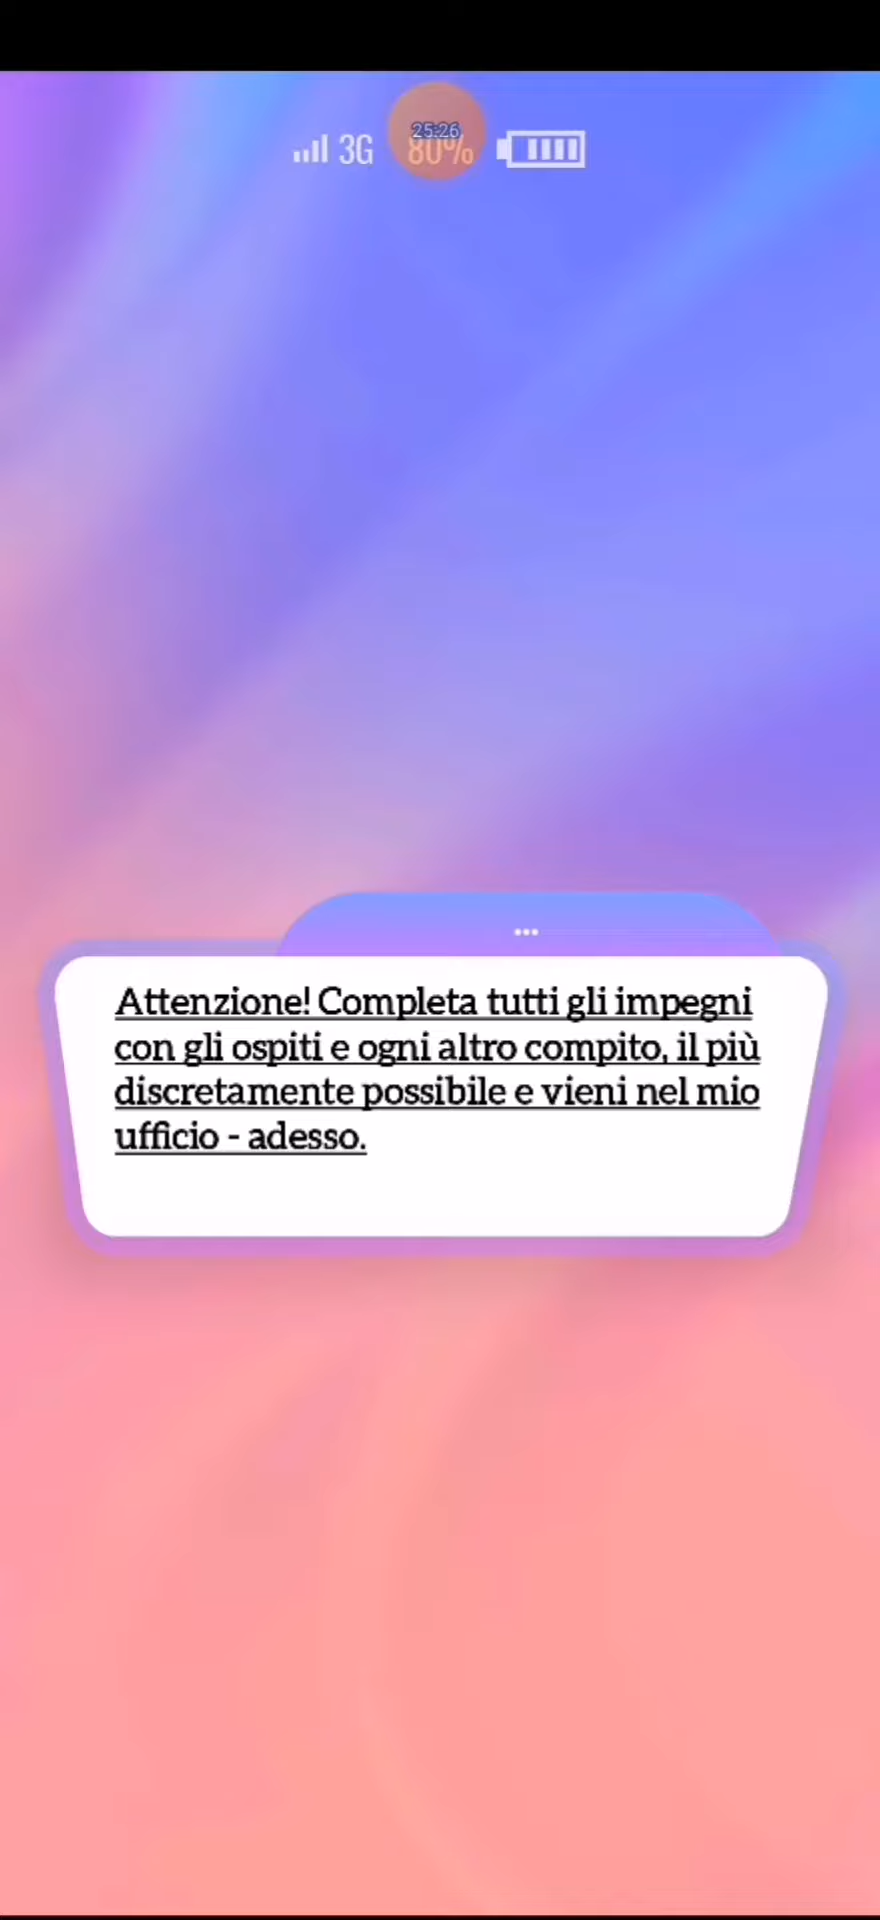 3G 80%
25:26
...
Attenzione! Completa tutti gli impegni
con gli ospiti e ogni altro compito, il più
discretamente possibile e vieni nel mio
ufficio - adesso.